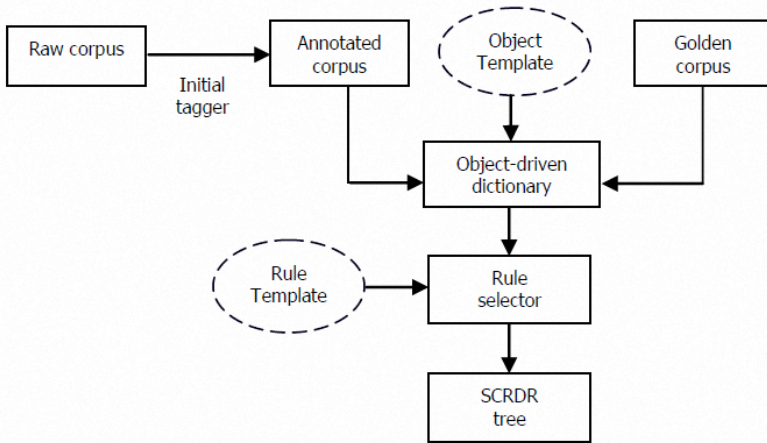 Raw corpus
Initial
tagger
Annotated
corpus
Object
Template
Golden
corpus
Object-driven
dictionary
Rule
Template
Rule
selector
SCRDR
tree